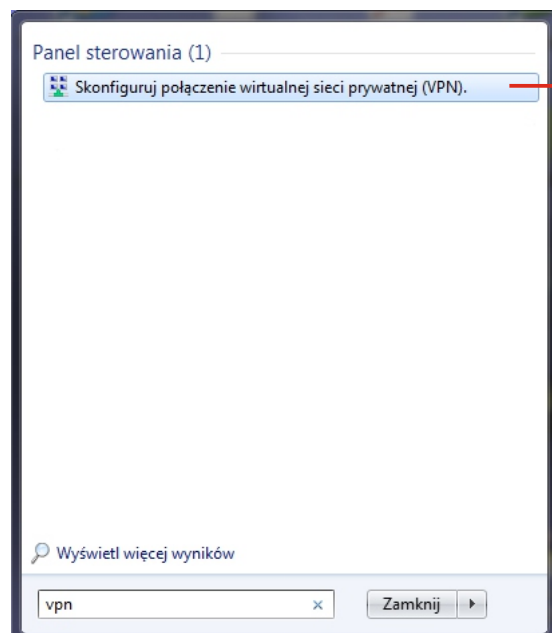 Panel sterowania (1)
Skonfiguruj połączenie wirtualnej sieci prywatnej (VPN).
Wyświetl więcej wyników
vpn
Zamknij